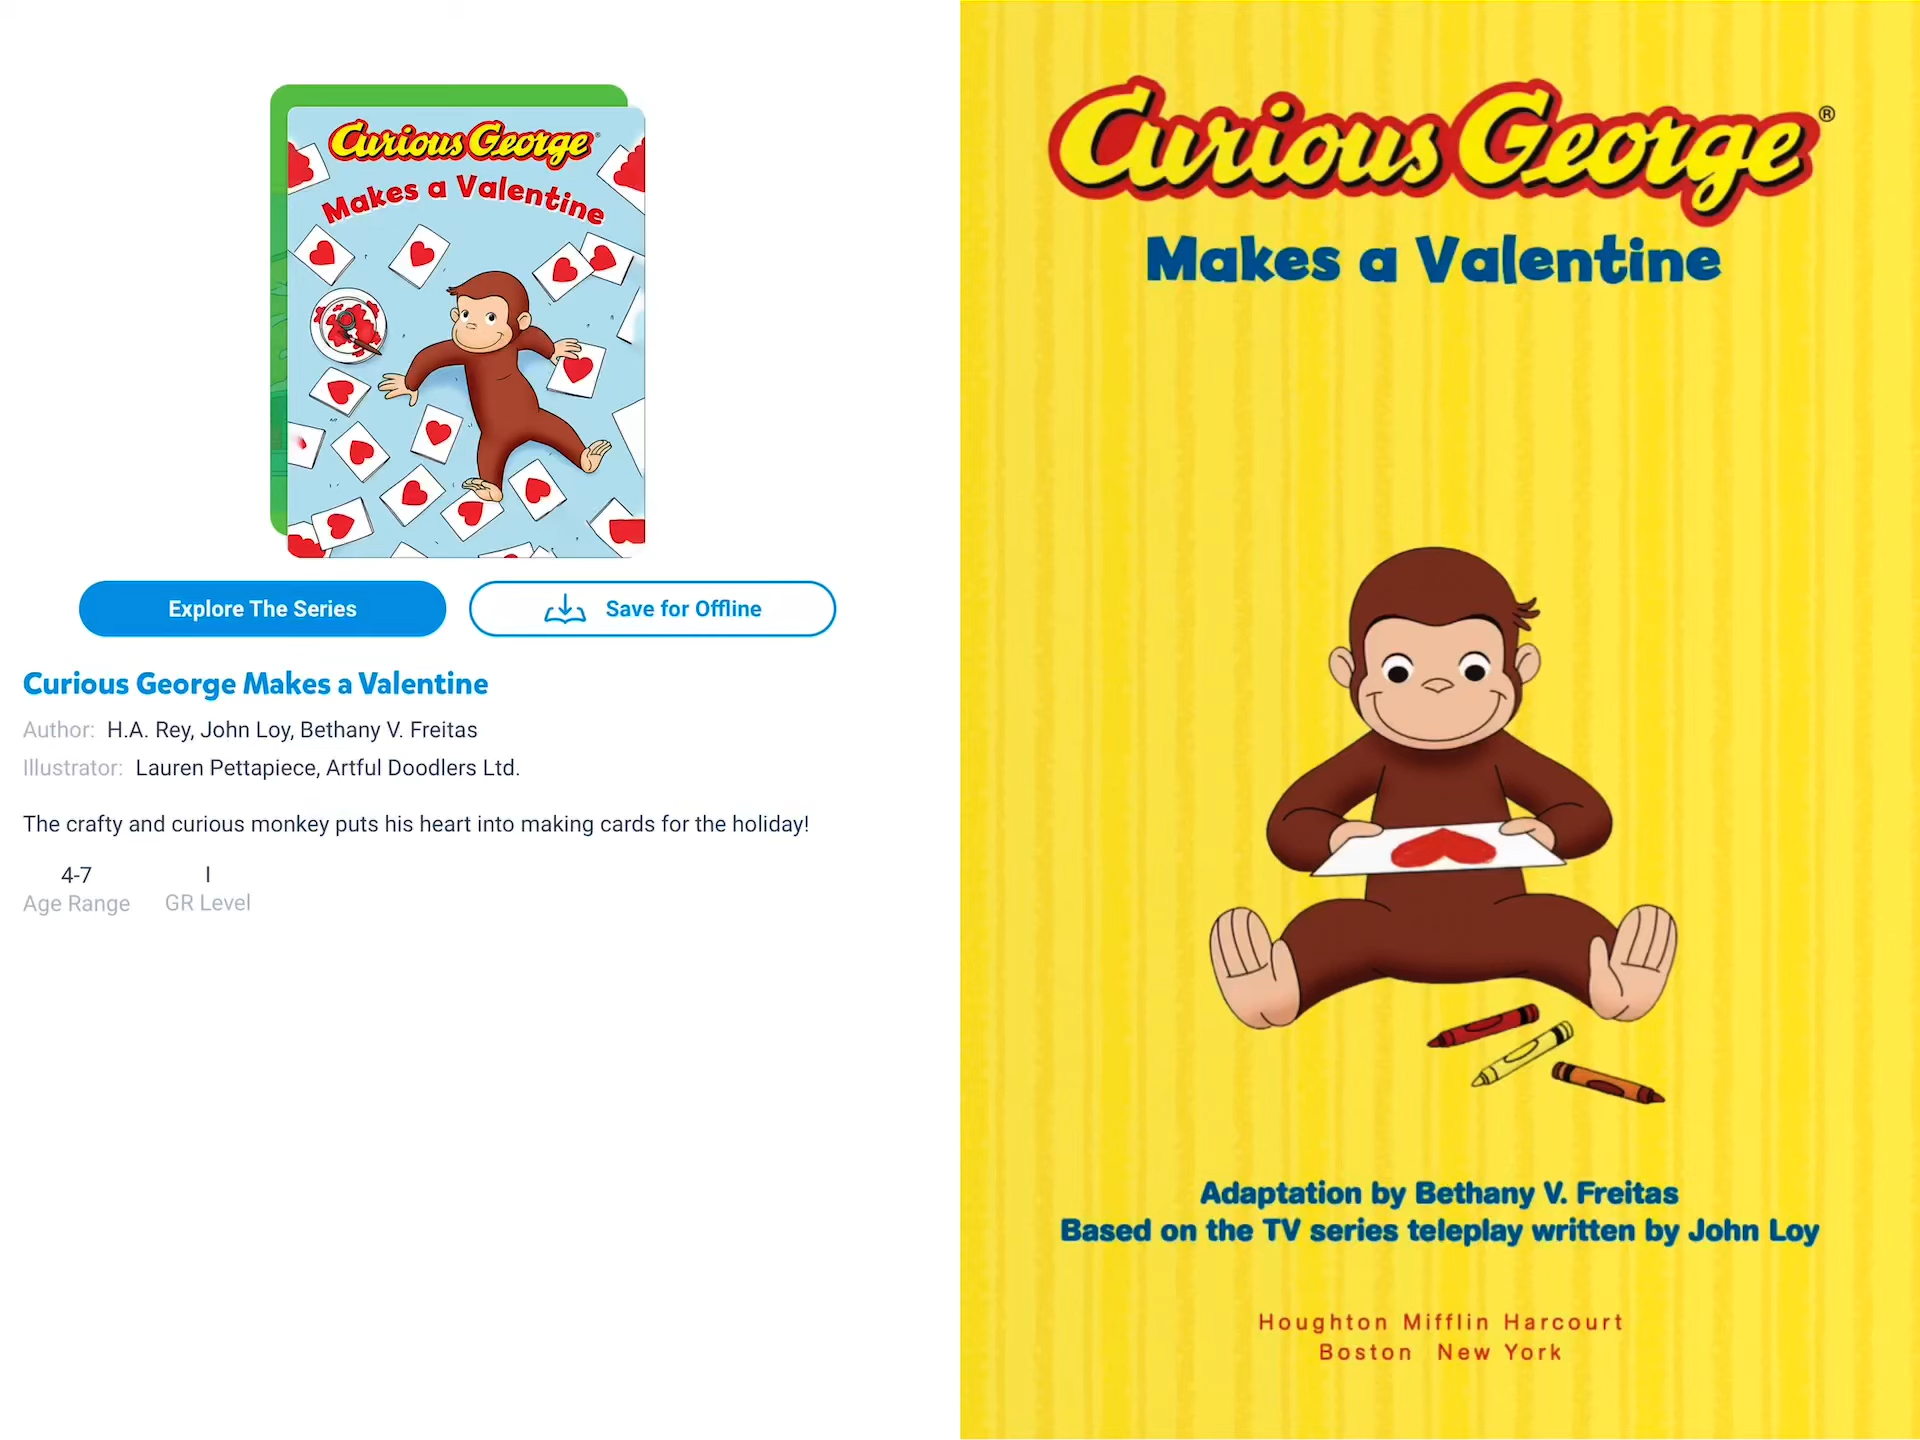 Curious George
Makes a Valentine
Explore The Series
Save for Offline
Curious George Makes a Valentine
Author: H.A. Rey, John Loy, Bethany V. Freitas
Illustrator: Lauren Pettapiece, Artful Doodlers Ltd.
The crafty and curious monkey puts his heart into making cards for the holiday!
4-7 I
Age Range GR Level
Curious George®
Makes a Valentine
Adaptation by Bethany V. Freitas
Based on the TV series teleplay written by John Loy
Houghton Mifflin Harcourt
Boston New York